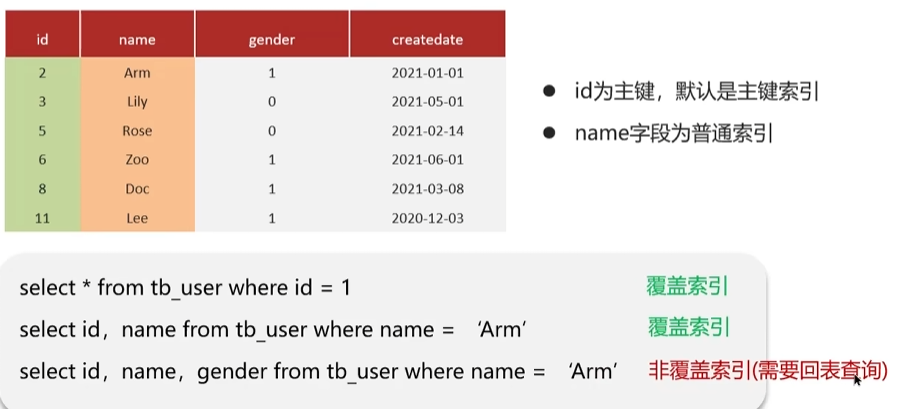 id name gender createdate
2 Arm 1 2021-01-01
3 Lily 0 2021-05-01
5 Rose 0 2021-02-14
6 Zoo 1 2021-06-01
8 Doc 1 2021-03-08
11 Lee 1 2020-12-03
● id为主键，默认是主键索引
● name字段为普通索引
select * from tb_user where id = 1 覆盖索引
select id，name from tb_user where name = ‘Arm’ 覆盖索引
select id，name，gender from tb_user where name = ‘Arm’ 非覆盖索引(需要回表查询)